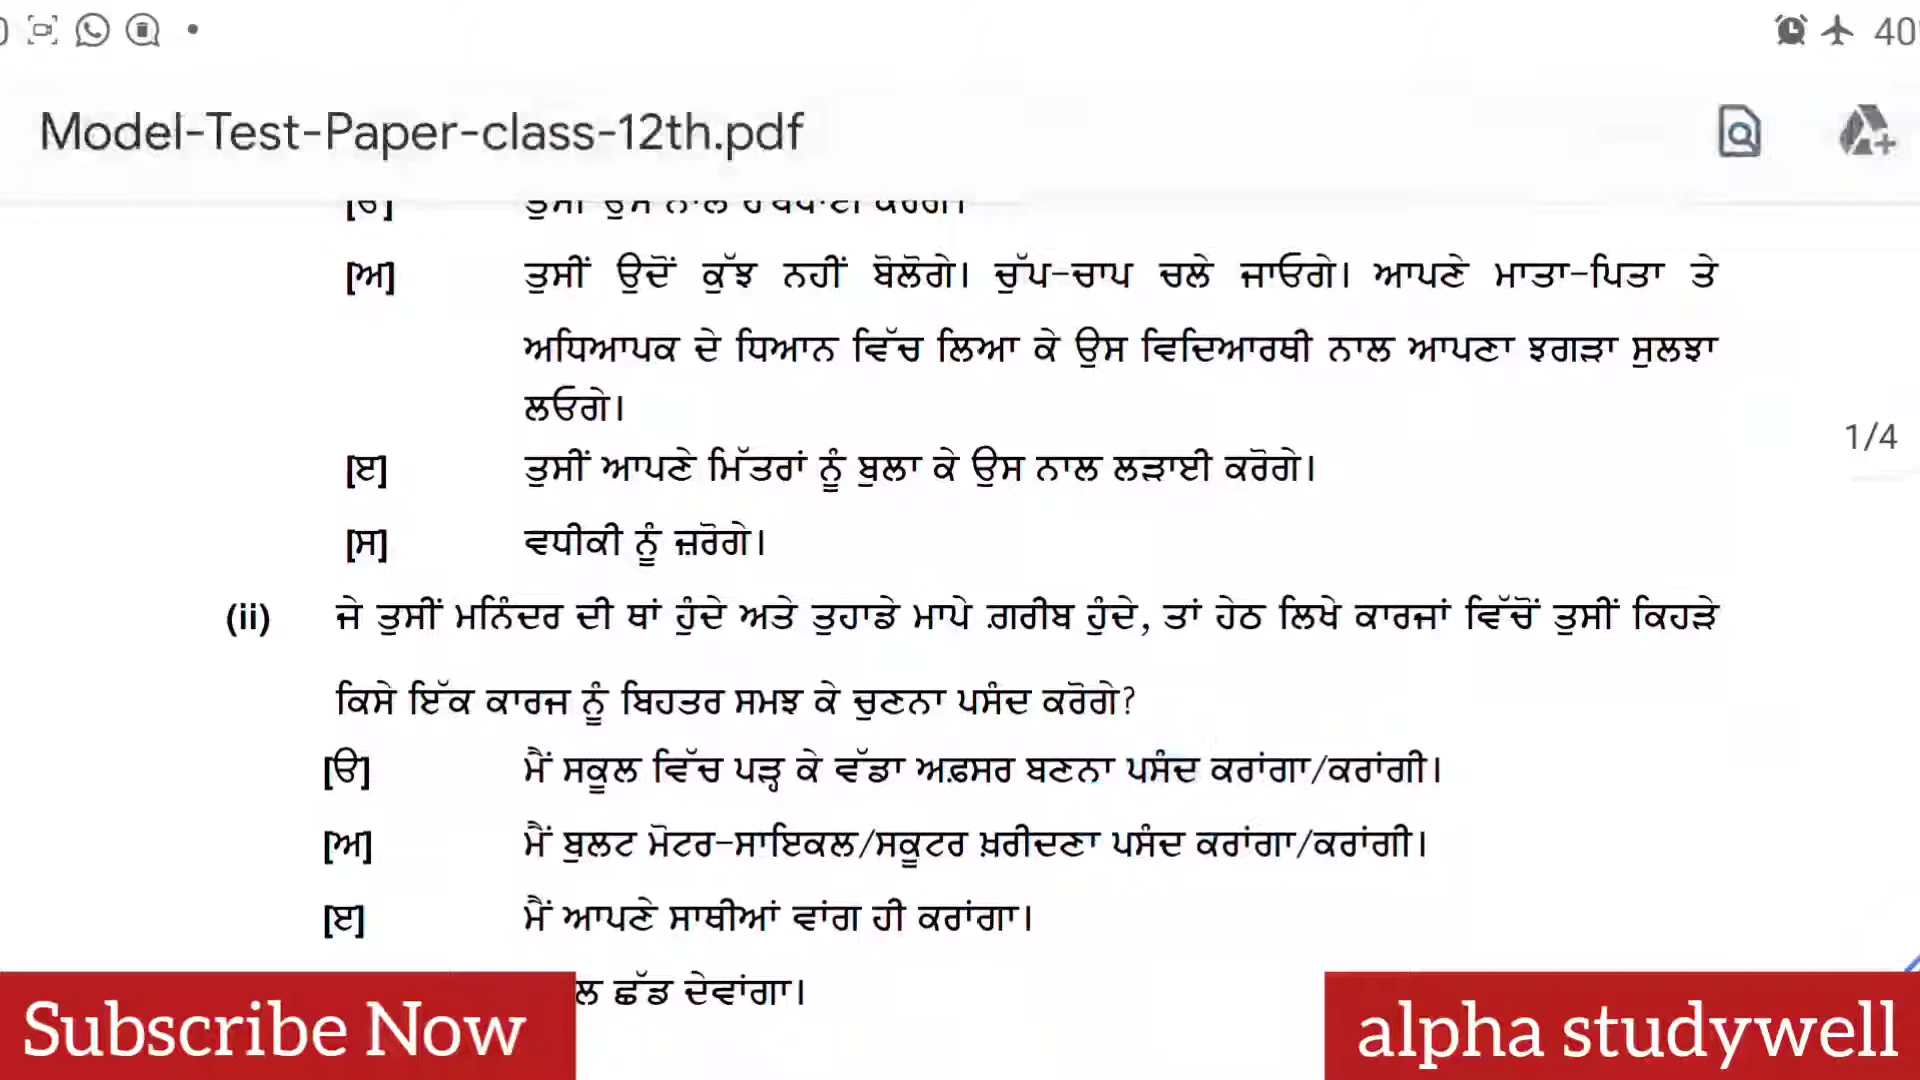 40
Model-Test-Paper-class-12th.pdf
[ੳ] ਤੁਸੀਂ ਉਸ ਨਾਲ ਹੱਥੋਪਾਈ ਕਰੋਗੇ।
[ਅ] ਤੁਸੀਂ ਉਦੋਂ ਕੁੱਝ ਨਹੀਂ ਬੋਲੋਗੇ। ਚੁੱਪ-ਚਾਪ ਚਲੇ ਜਾਓਗੇ। ਆਪਣੇ ਮਾਤਾ-ਪਿਤਾ ਤੇ
ਅਧਿਆਪਕ ਦੇ ਧਿਆਨ ਵਿੱਚ ਲਿਆ ਕੇ ਉਸ ਵਿਦਿਆਰਥੀ ਨਾਲ ਆਪਣਾ ਝਗੜਾ ਸੁਲਝਾ
ਲਓਗੇ।
1/4
[ੲ] ਤੁਸੀਂ ਆਪਣੇ ਮਿੱਤਰਾਂ ਨੂੰ ਬੁਲਾ ਕੇ ਉਸ ਨਾਲ ਲੜਾਈ ਕਰੋਗੇ।
[ਸ] ਵਧੀਕੀ ਨੂੰ ਜ਼ਰੋਗੇ।
(ii) ਜੇ ਤੁਸੀਂ ਮਨਿੰਦਰ ਦੀ ਥਾਂ ਹੁੰਦੇ ਅਤੇ ਤੁਹਾਡੇ ਮਾਪੇ ਗ਼ਰੀਬ ਹੁੰਦੇ, ਤਾਂ ਹੇਠ ਲਿਖੇ ਕਾਰਜਾਂ ਵਿੱਚੋਂ ਤੁਸੀਂ ਕਿਹੜੇ
ਕਿਸੇ ਇੱਕ ਕਾਰਜ ਨੂੰ ਬਿਹਤਰ ਸਮਝ ਕੇ ਚੁਣਨਾ ਪਸੰਦ ਕਰੋਗੇ?
[ੳ] ਮੈਂ ਸਕੂਲ ਵਿੱਚ ਪੜ੍ਹ ਕੇ ਵੱਡਾ ਅਫ਼ਸਰ ਬਣਨਾ ਪਸੰਦ ਕਰਾਂਗਾ/ਕਰਾਂਗੀ।
[ਅ] ਮੈਂ ਬੁਲਟ ਮੋਟਰ-ਸਾਇਕਲ/ਸਕੂਟਰ ਖ਼ਰੀਦਣਾ ਪਸੰਦ ਕਰਾਂਗਾ/ਕਰਾਂਗੀ।
[ੲ] ਮੈਂ ਆਪਣੇ ਸਾਥੀਆਂ ਵਾਂਗ ਹੀ ਕਰਾਂਗਾ।
ਲ ਛੱਡ ਦੇਵਾਂਗਾ।
Subscribe Now
alpha studywell